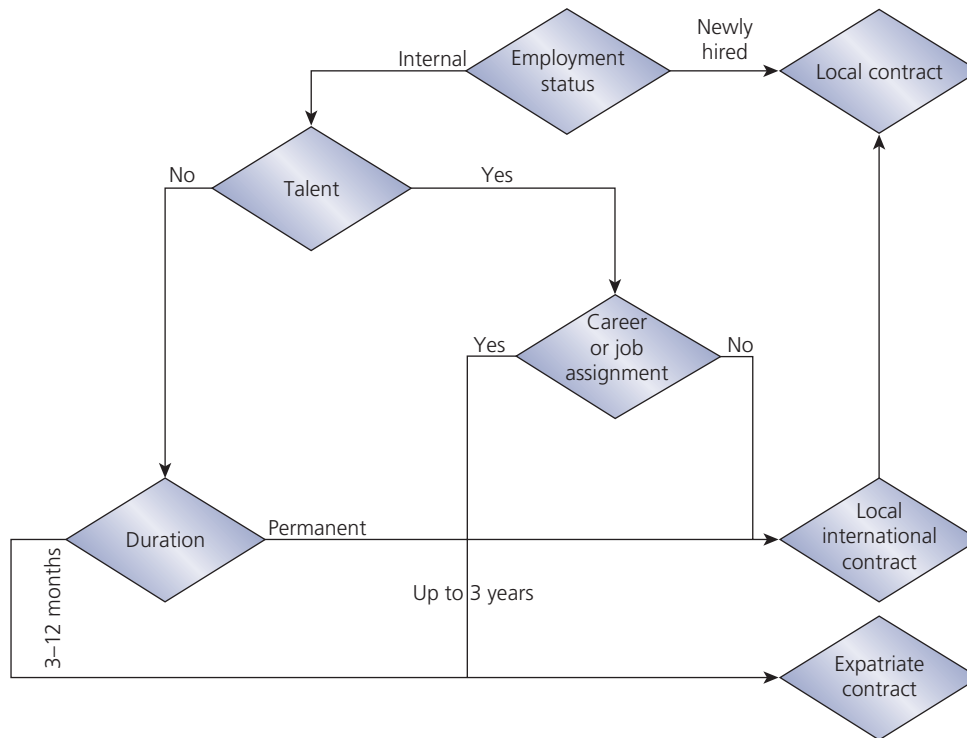 Newly
hired
Internal
Employment
status
Local contract
No
Talent
Yes
Career
or job
assignment
Yes
No
Duration
Permanent
Local
international
contract
3–12 months
Up to 3 years
Expatriate
contract